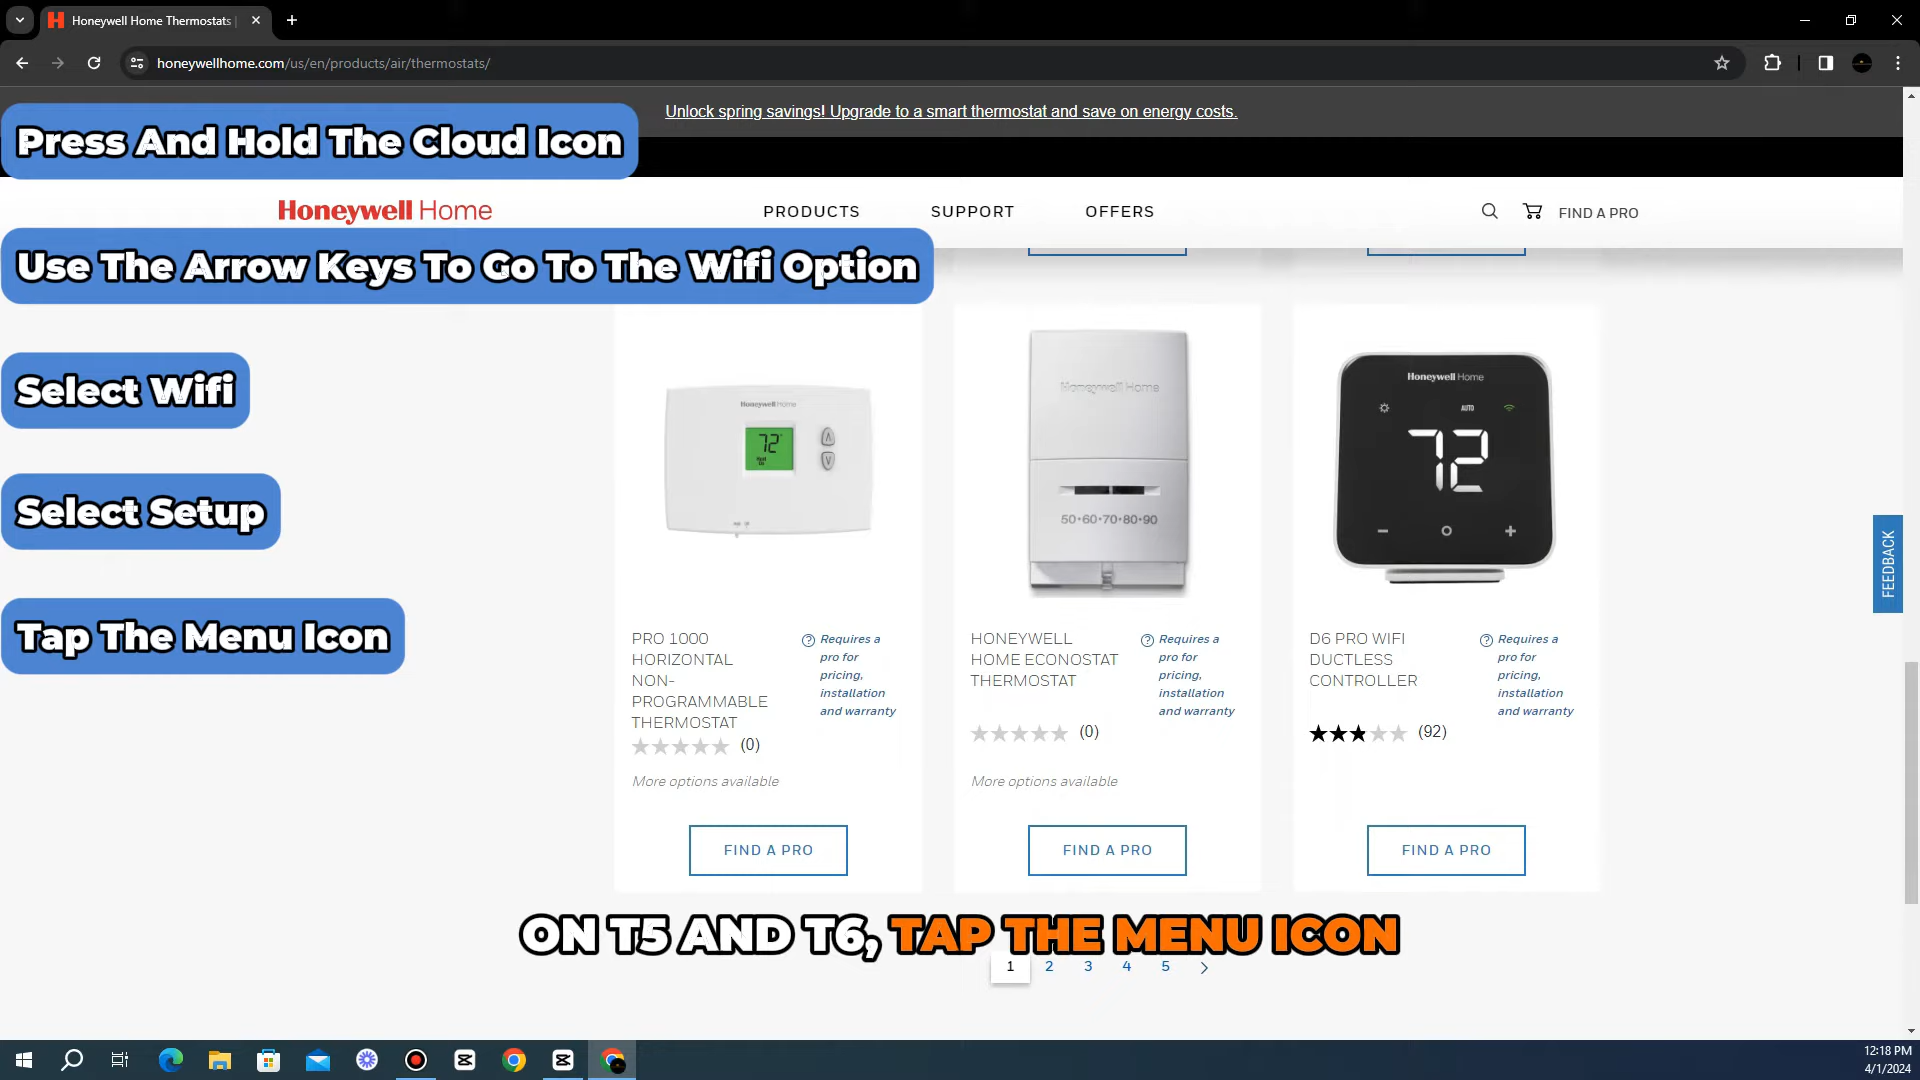 Honeywell Home Thermostats
honeywellhome.com/us/en/products/air/thermostats/
Unlock spring savings! Upgrade to a smart thermostat and save on energy costs.
Press And Hold The Cloud Icon
Honeywell Home
PRODUCTS
SUPPORT
OFFERS
FIND A PRO
Use The Arrow Keys To Go To The Wifi Option
Select Wifi
Select Setup
Tap The Menu Icon
Honeywell Home
72
Honeywell Home
50•60•70•80•90
Honeywell Home
AUTO
72
FEEDBACK
PRO 1000
HORIZONTAL
NON-
PROGRAMMABLE
THERMOSTAT
Requires a
pro for
pricing,
installation
and warranty
(0)
More options available
FIND A PRO
HONEYWELL
HOME ECONOSTAT
THERMOSTAT
Requires a
pro for
pricing,
installation
and warranty
(0)
More options available
FIND A PRO
D6 PRO WIFI
DUCTLESS
CONTROLLER
Requires a
pro for
pricing,
installation
and warranty
(92)
FIND A PRO
ON T5 AND T6, TAP THE MENU ICON
1 2 3 4 5
12:18 PM
4/1/2024